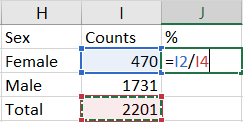 H I J
Sex Counts %
Female 470 =I2/I4
Male 1731
Total 2201